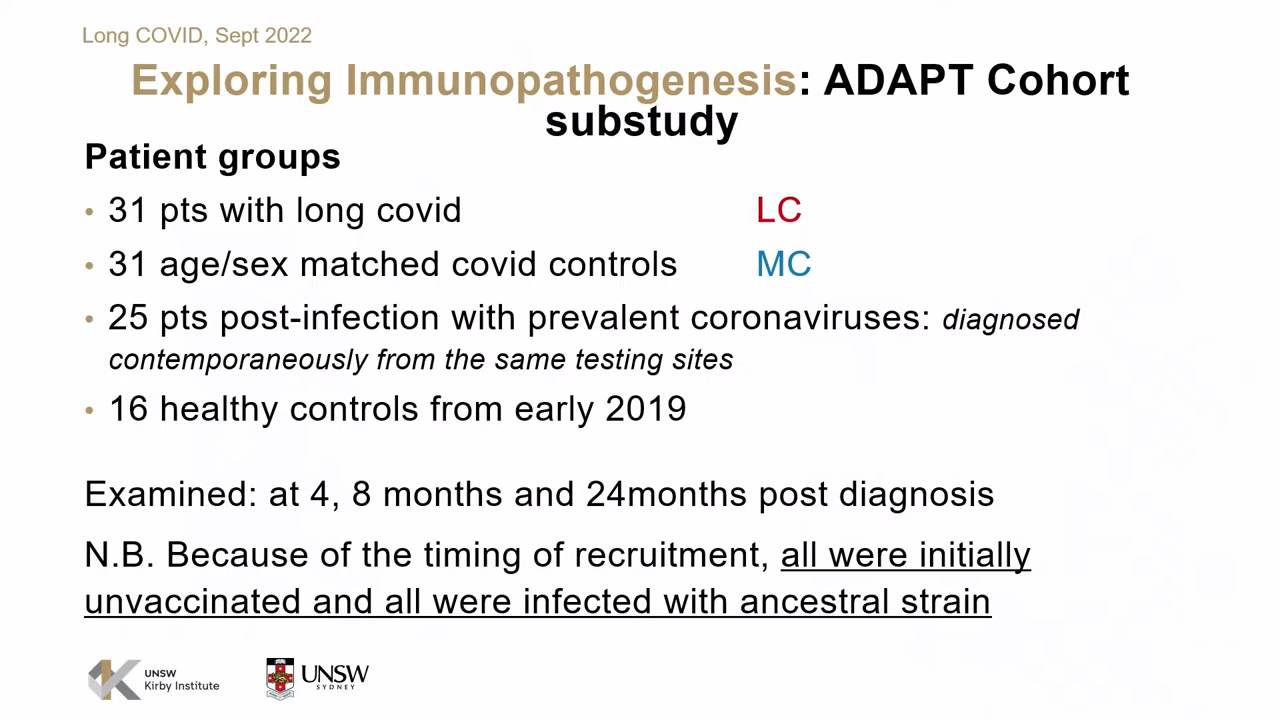 Long COVID, Sept 2022
Exploring Immunopathogenesis: ADAPT Cohort
substudy
Patient groups
• 31 pts with long covid LC
• 31 age/sex matched covid controls MC
• 25 pts post-infection with prevalent coronaviruses: diagnosed
contemporaneously from the same testing sites
• 16 healthy controls from early 2019
Examined: at 4, 8 months and 24months post diagnosis
N.B. Because of the timing of recruitment, all were initially
unvaccinated and all were infected with ancestral strain
UNSW
Kirby Institute
UNSW
SYDNEY